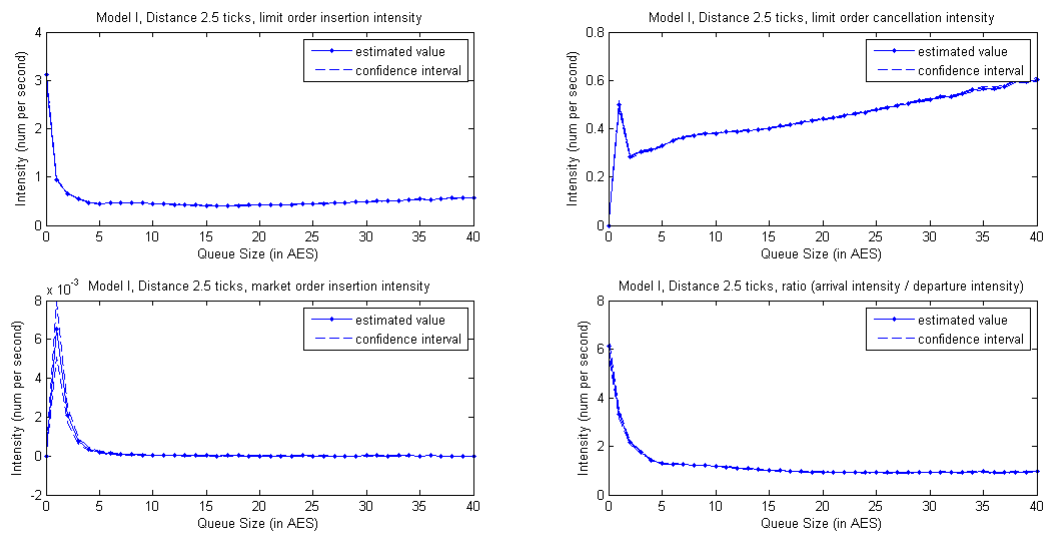 Model I, Distance 2.5 ticks, limit order insertion intensity
4
3
2
1
0
Intensity (num per second)
estimated value
confidence interval
0 5 10 15 20 25 30 35 40
Queue Size (in AES)
Model I, Distance 2.5 ticks, limit order cancellation intensity
0.8
0.6
0.4
0.2
0
Intensity (num per second)
estimated value
confidence interval
0 5 10 15 20 25 30 35 40
Queue Size (in AES)
x 10⁻³
Model I, Distance 2.5 ticks, market order insertion intensity
8
6
4
2
0
-2
Intensity (num per second)
estimated value
confidence interval
0 5 10 15 20 25 30 35 40
Queue Size (in AES)
Model I, Distance 2.5 ticks, ratio (arrival intensity / departure intensity)
8
6
4
2
0
Intensity (num per second)
estimated value
confidence interval
0 5 10 15 20 25 30 35 40
Queue Size (in AES)